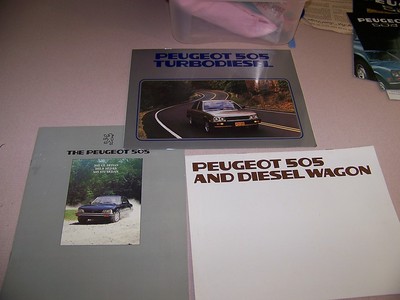 PEUGEOT 505
TURBODIESEL
THE PEUGEOT 505
PEUGEOT 505
AND DIESEL WAGON
PEUGEOT